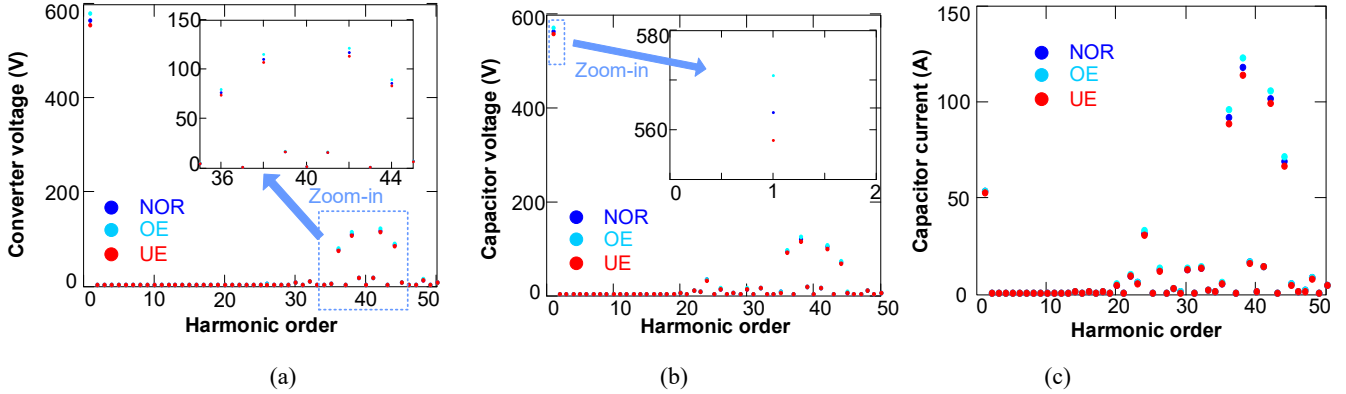 Converter voltage (V)
600
400
200
0
0
10
20
30
40
50
Harmonic order
150
100
50
0
36
40
44
Zoom-in
NOR
OE
UE
(a)
Capacitor voltage (V)
600
400
200
0
0
10
20
30
40
50
Harmonic order
580
560
0
1
2
Zoom-in
NOR
OE
UE
(b)
Capacitor current (A)
150
100
50
0
0
10
20
30
40
50
Harmonic order
NOR
OE
UE
(c)